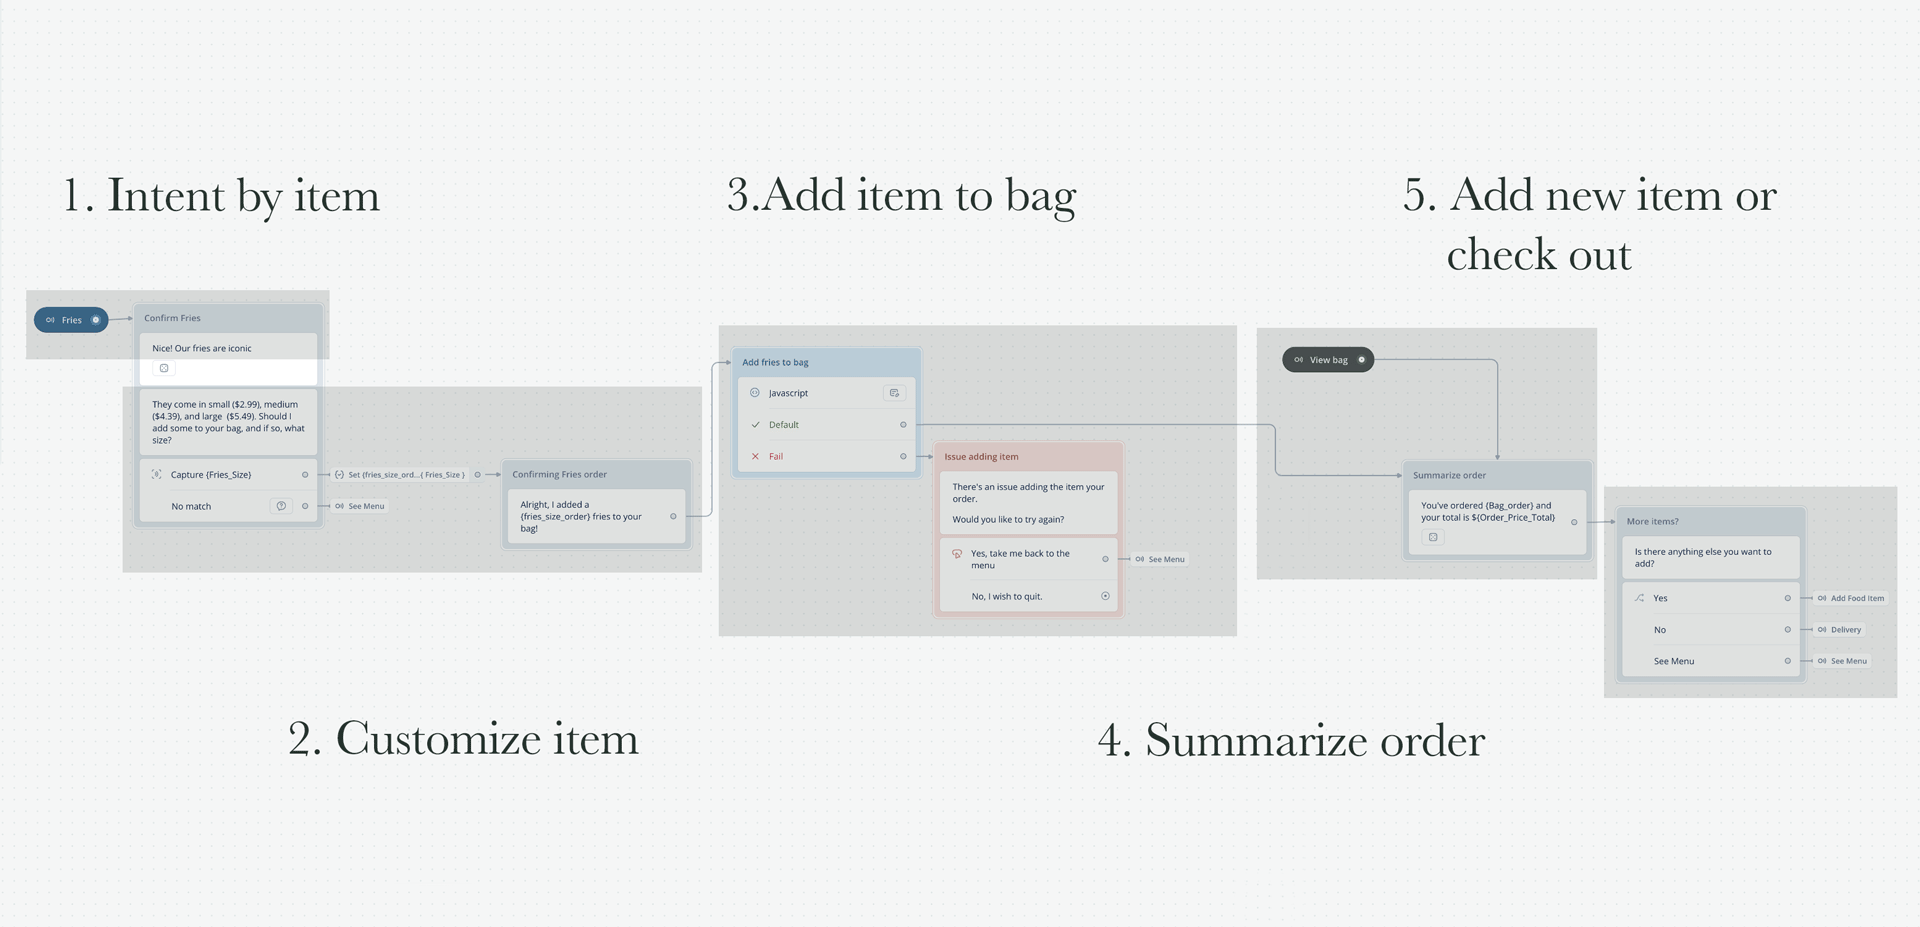 1. Intent by item
3.Add item to bag
5. Add new item or
check out
Fries
Confirm Fries
Nice! Our fries are iconic
They come in small ($2.99), medium
($4.39), and large ($5.49). Should I
add some to your bag, and if so, what
size?
Capture {Fries_Size}
Set {fries_size_ord...{ Fries_Size }
No match
See Menu
Confirming Fries order
Alright, I added a
{fries_size_order} fries to your
bag!
Add fries to bag
Javascript
Default
Fail
Issue adding item
There's an issue adding the item your
order.
Would you like to try again?
Yes, take me back to the
menu
See Menu
No, I wish to quit.
View bag
Summarize order
You've ordered {Bag_order} and
your total is ${Order_Price_Total}
More items?
Is there anything else you want to
add?
Yes
Add Food Item
No
Delivery
See Menu
See Menu
2. Customize item
4. Summarize order